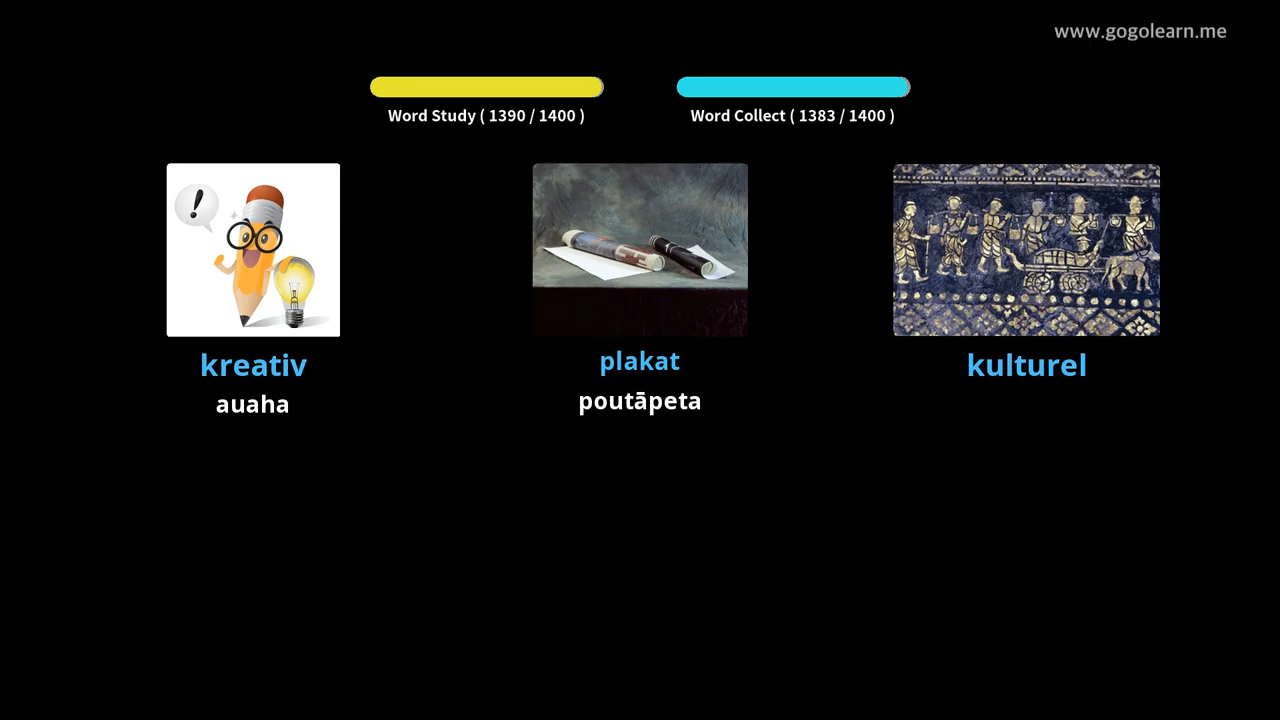 www.gogolearn.me
Word Study ( 1390 / 1400 )
Word Collect ( 1383 / 1400 )
!
kreativ
auaha
plakat
poutāpeta
kulturel